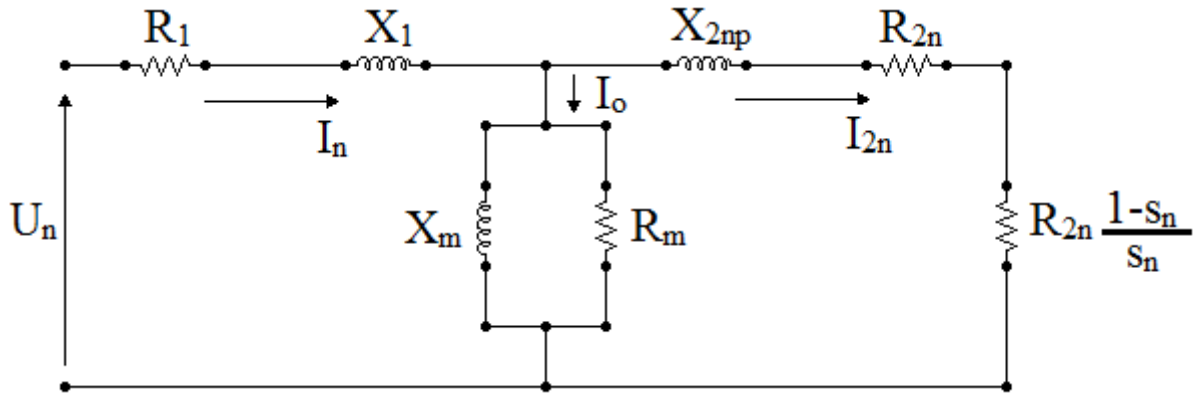 R1 X1 X2np R2n
In Io I2n
Un Xm Rm R2n 1-sn
sn